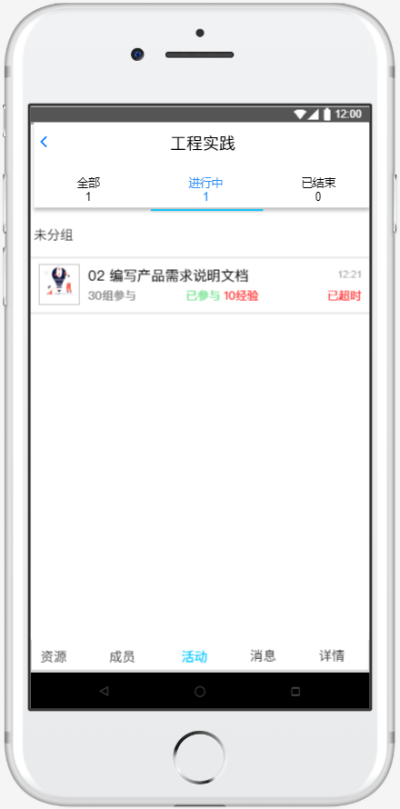 12:00
工程实践
全部 进行中 已结束
1 1 0
未分组
02 编写产品需求说明文档 12:21
30组参与 已参与 10经验 已超时
资源 成员 活动 消息 详情